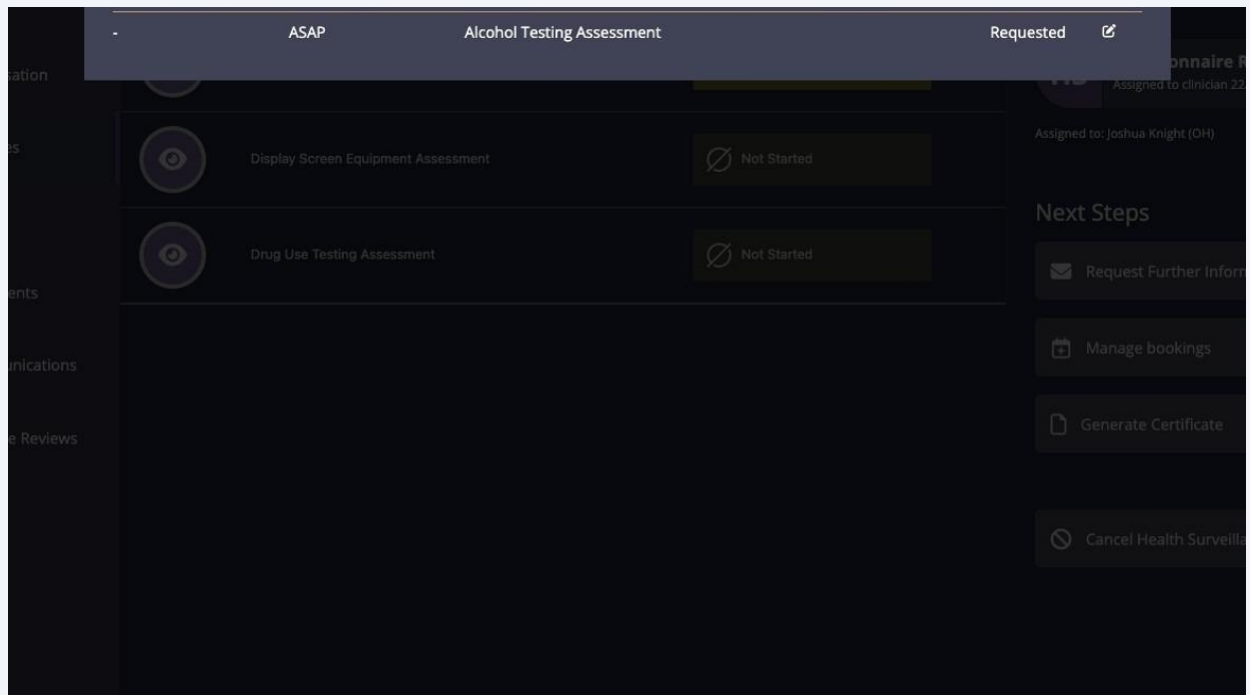 - ASAP Alcohol Testing Assessment Requested
Assigned to clinician 22
Assigned to: Joshua Knight (OH)
Display Screen Equipment Assessment Not Started
Drug Use Testing Assessment Not Started
Next Steps
Request Further Inform
Manage bookings
Generate Certificate
Cancel Health Surveilla
sation
es
ents
unications
e Reviews
onnaire R